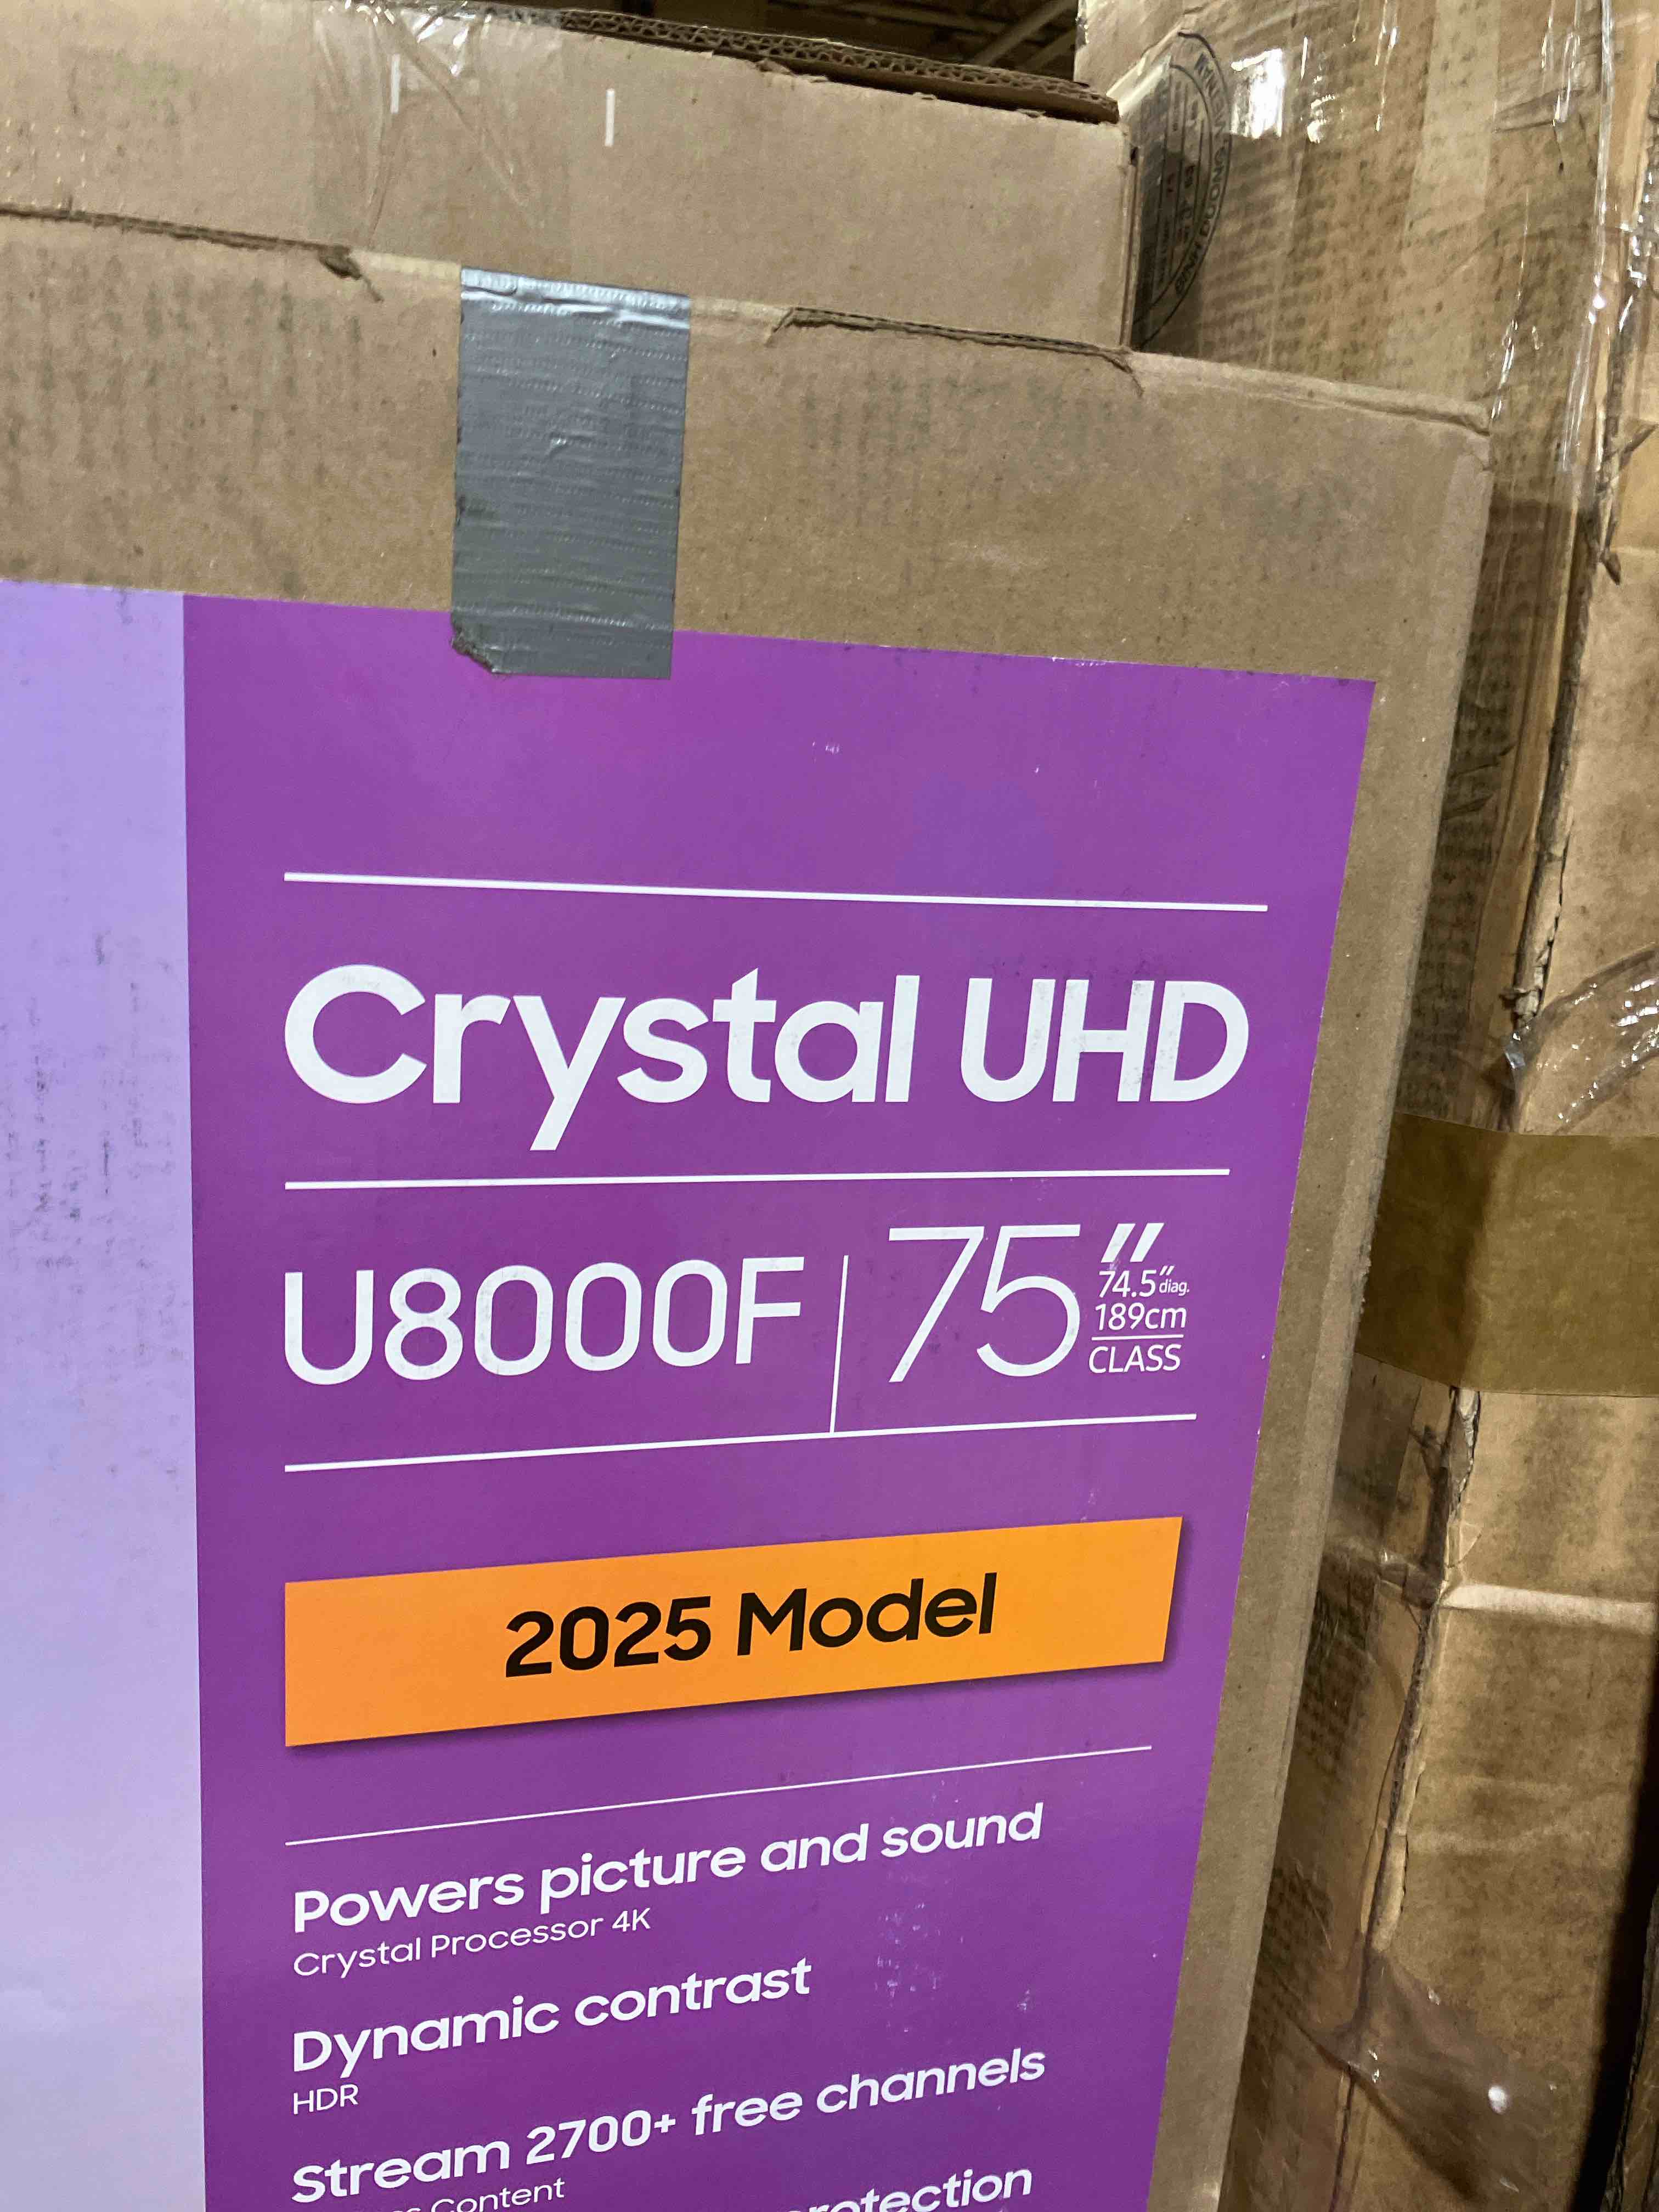 Crystal UHD
U8000F 75"
74.5" diag.
189cm
CLASS
2025 Model
Powers picture and sound
Crystal Processor 4K
Dynamic contrast
HDR
Stream 2700+ free channels
Content